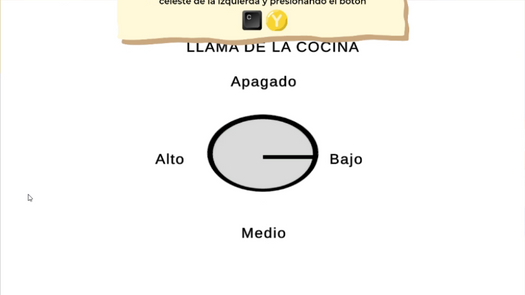 celeste de la izquierda y presionando el botón
C Y
LLAMA DE LA COCINA
Apagado
Alto
Bajo
Medio